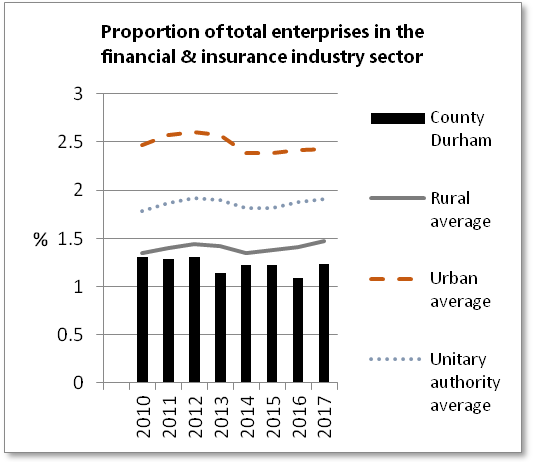 Proportion of total enterprises in the
financial & insurance industry sector
3
2.5
2
1.5
1
0.5
0
%
2010
2011
2012
2013
2014
2015
2016
2017
County
Durham
Rural
average
Urban
average
Unitary
authority
average